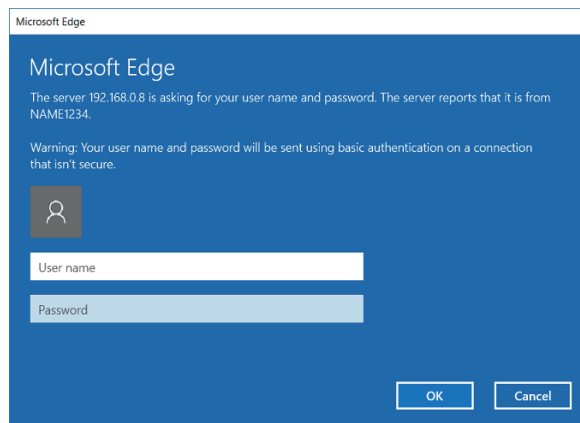 Microsoft Edge
Microsoft Edge
The server 192.168.0.8 is asking for your user name and password. The server reports that it is from
NAME1234.
Warning: Your user name and password will be sent using basic authentication on a connection
that isn't secure.
User name
Password
OK
Cancel